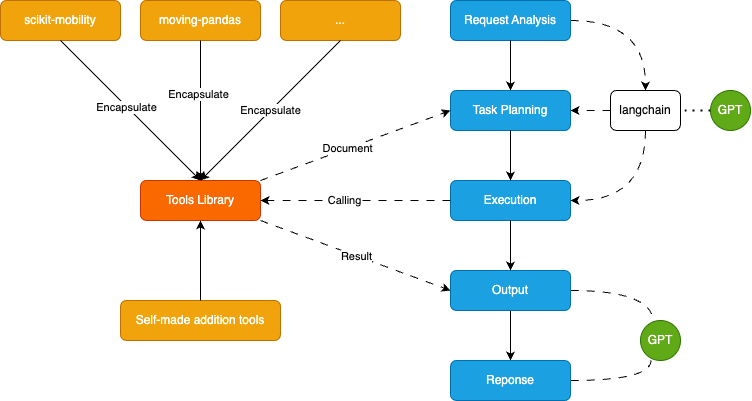 scikit-mobility
moving-pandas
...
Request Analysis
Encapsulate
Encapsulate
Encapsulate
Task Planning
langchain
GPT
Document
Tools Library
Calling
Execution
Result
Output
Self-made addition tools
GPT
Reponse